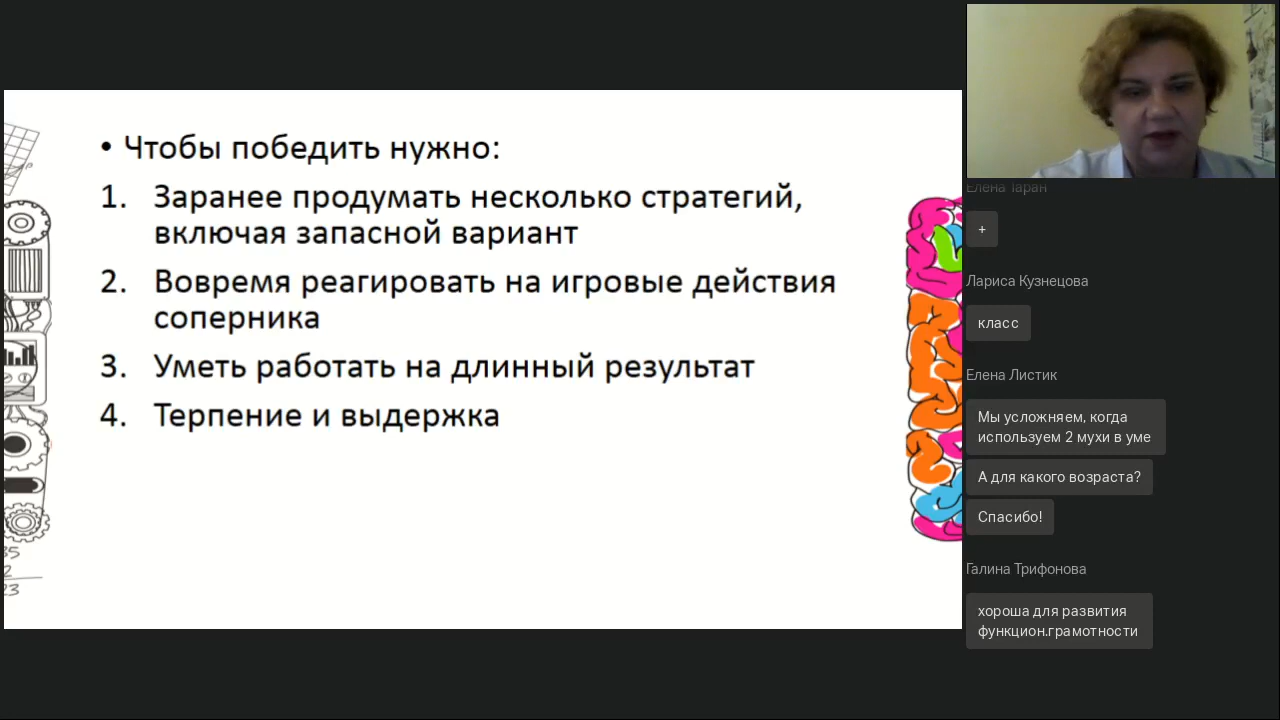 • Чтобы победить нужно:
1. Заранее продумать несколько стратегий,
включая запасной вариант
2. Вовремя реагировать на игровые действия
соперника
3. Уметь работать на длинный результат
4. Терпение и выдержка
Елена Таран
+
Лариса Кузнецова
класс
Елена Листик
Мы усложняем, когда
используем 2 мухи в уме
А для какого возраста?
Спасибо!
Галина Трифонова
хороша для развития
функцион.грамотности